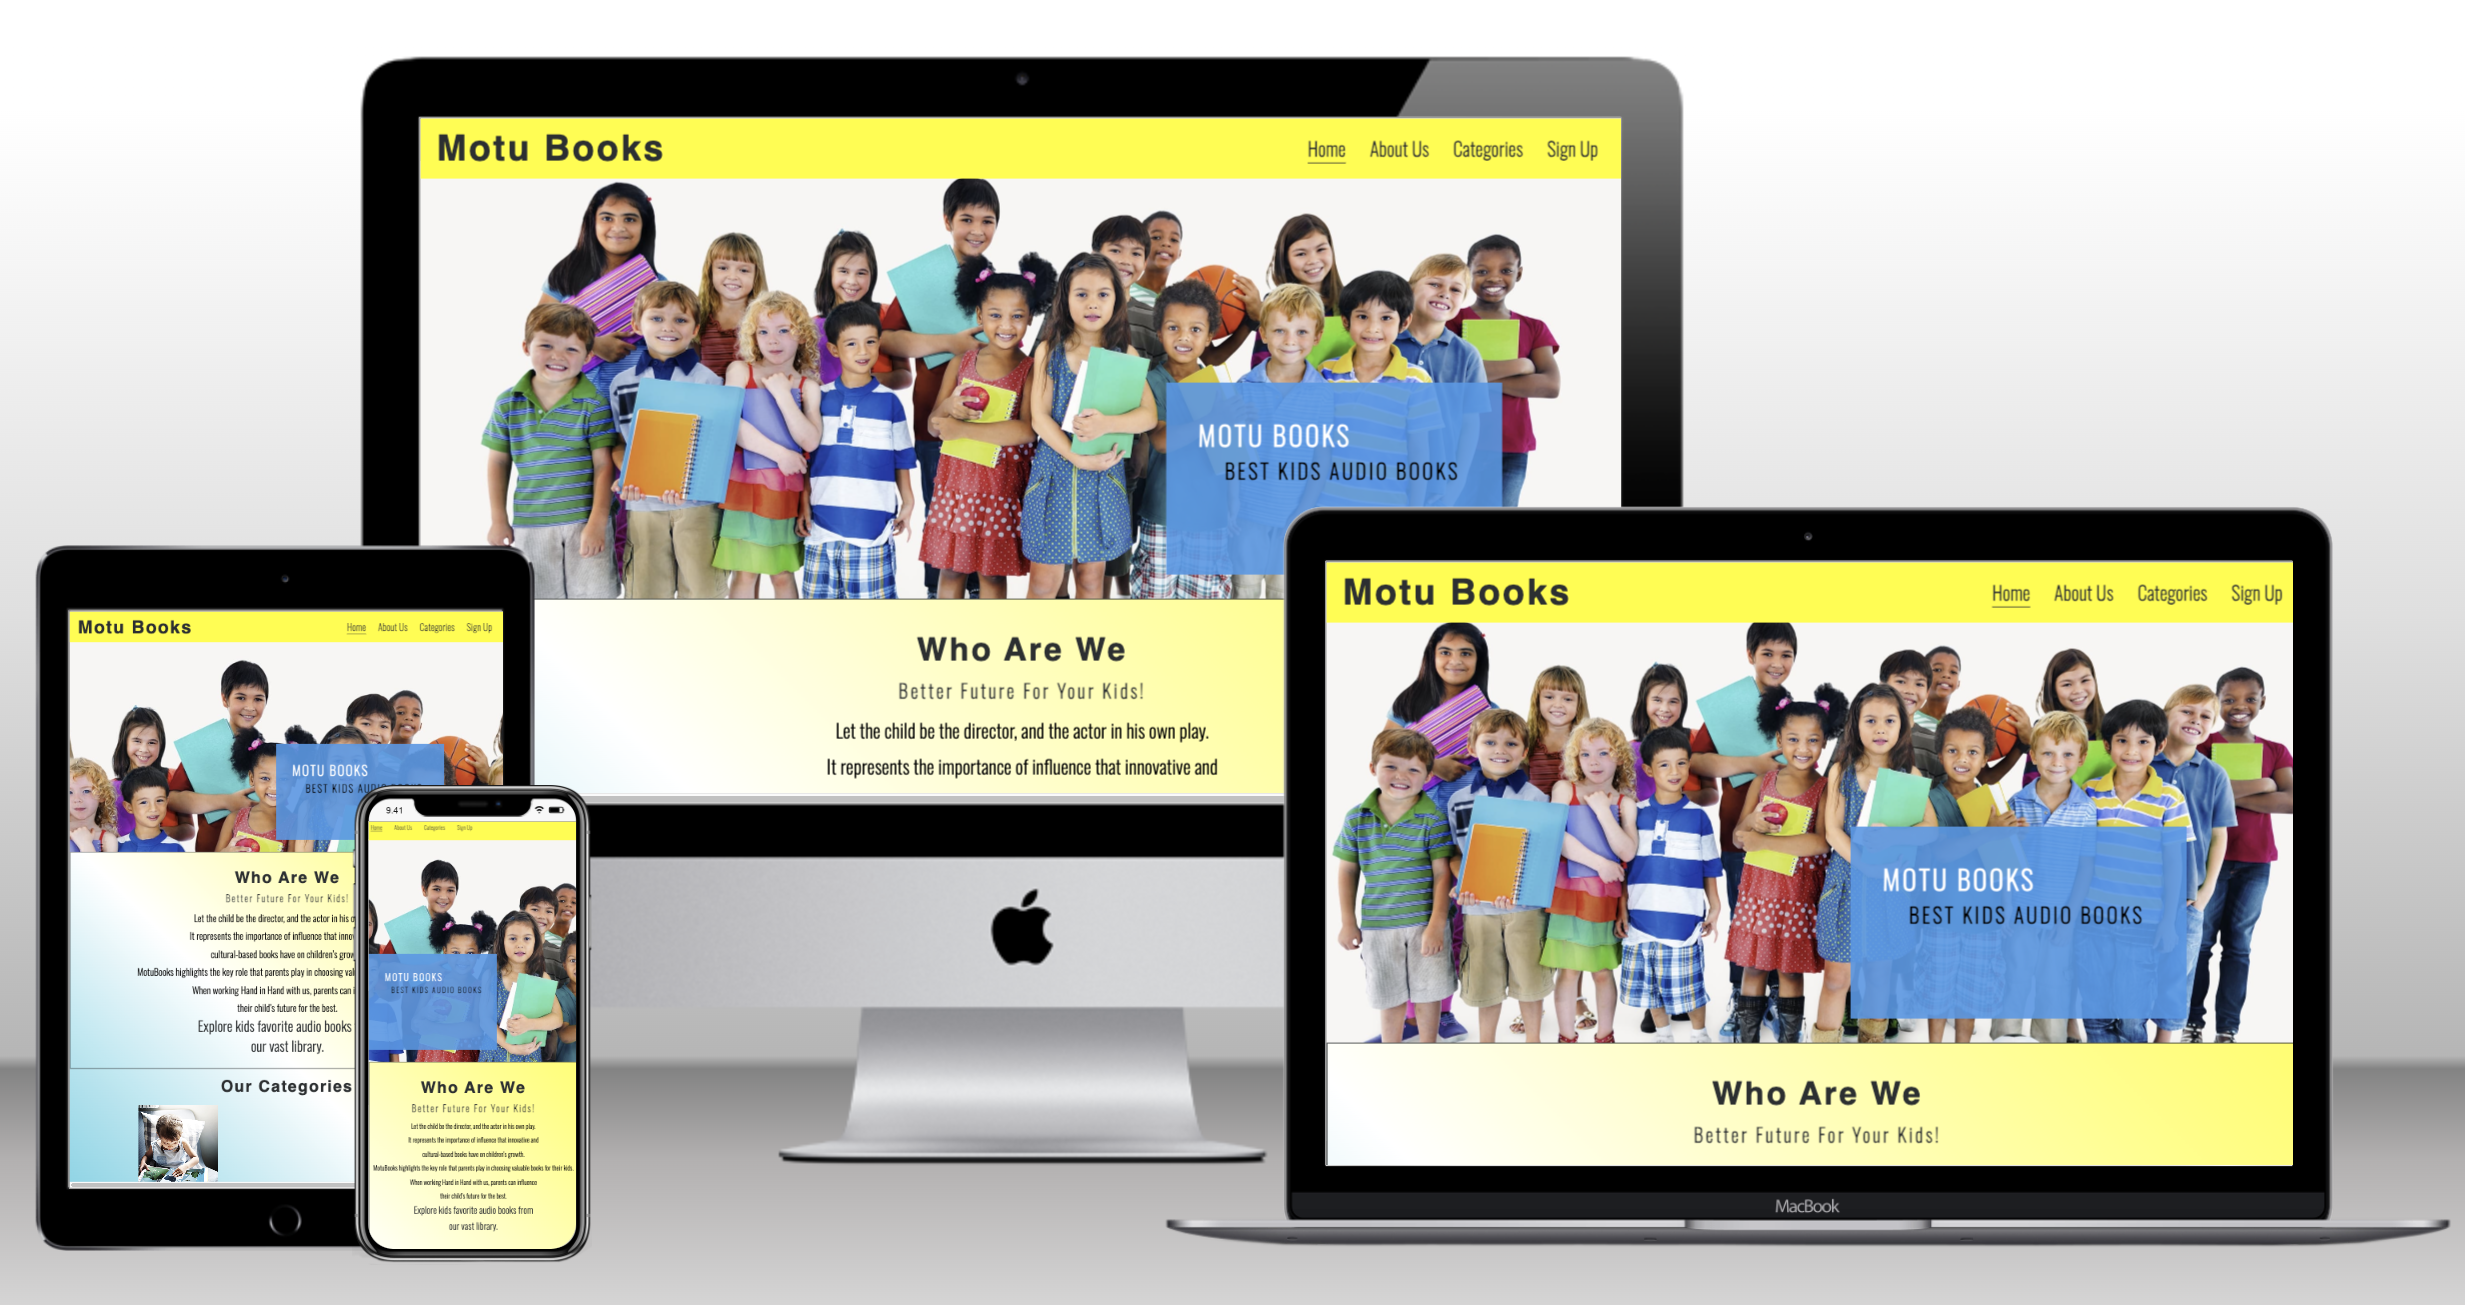 Motu Books
Home About Us Categories Sign Up
MOTU BOOKS
BEST KIDS AUDIO BOOKS
Who Are We
Better Future For Your Kids!
Let the child be the director, and the actor in his own play.
It represents the importance of influence that innovative and
Motu Books
Home About Us Categories Sign Up
MOTU BOOKS
BEST KIDS AUDIO BOOKS
Who Are We
Better Future For Your Kids!
MacBook
Motu Books
Home About Us Categories Sign Up
MOTU BOOKS
BEST KIDS AUDIO BOOKS
Who Are We
Better Future For Your Kids!
Let the child be the director, and the actor in his
It represents the importance of influence that
cultural-based books have on children's
MotuBooks highlights the key role that parents play in choosing
When working Hand in Hand with us, parents can
their child's future for the best.
Explore kids favorite audio books
our vast library.
Our Categories
9.41
Home About Us Categories Sign Up
MOTU BOOKS
BEST KIDS AUDIO BOOKS
Who Are We
Better Future For Your Kids!
Let the child be the director, and the actor in his own play.
It represents the importance of influence that innovative and
cultural-based books have on children's growth.
MotuBooks highlights the key role that parents play in choosing valuable books for their kids.
When working Hand in Hand with us, parents can influence
their child's future for the best.
Explore kids favorite audio books from
our vast library.